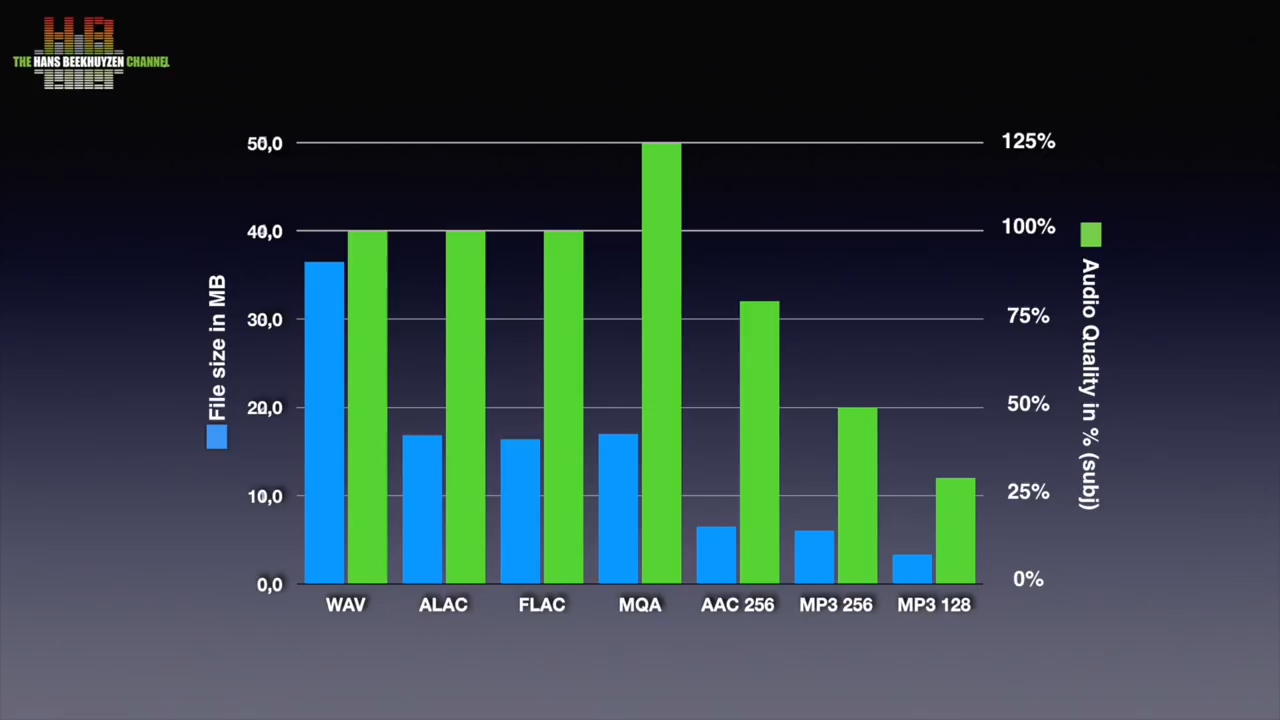 THE HANS BEEKHUYZEN CHANNEL
50,0
40,0
30,0
20,0
10,0
0,0
File size in MB
125%
100%
75%
50%
25%
0%
Audio Quality in % (subj)
WAV
ALAC
FLAC
MQA
AAC 256
MP3 256
MP3 128